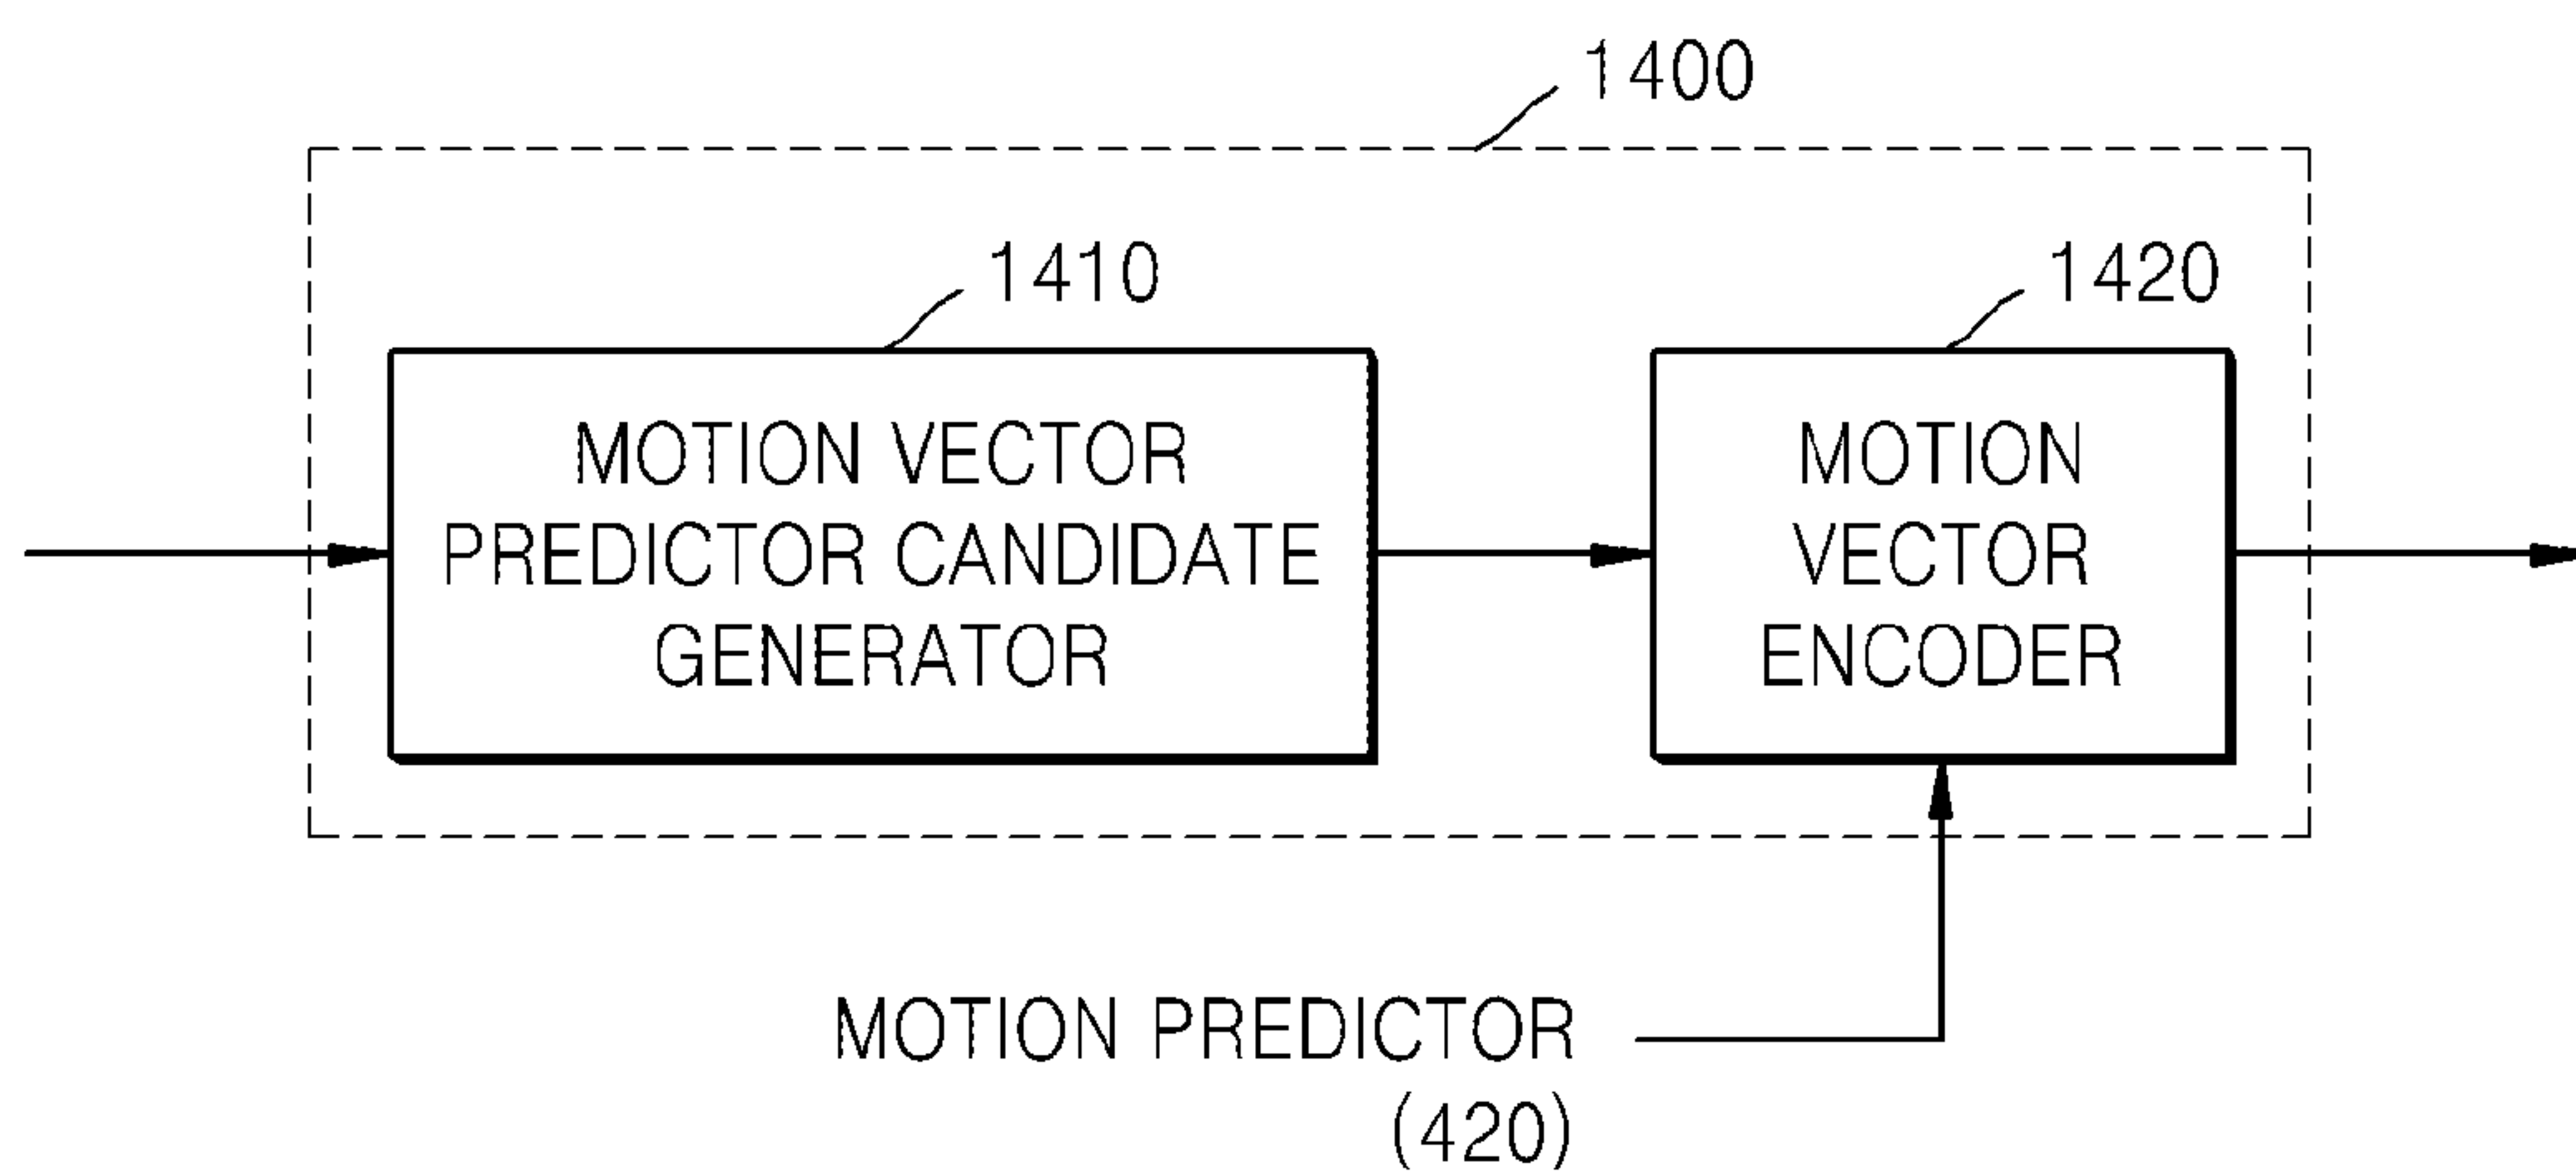 1400
1410
1420
MOTION VECTOR
PREDICTOR CANDIDATE
GENERATOR
MOTION
VECTOR
ENCODER
MOTION PREDICTOR
(420)